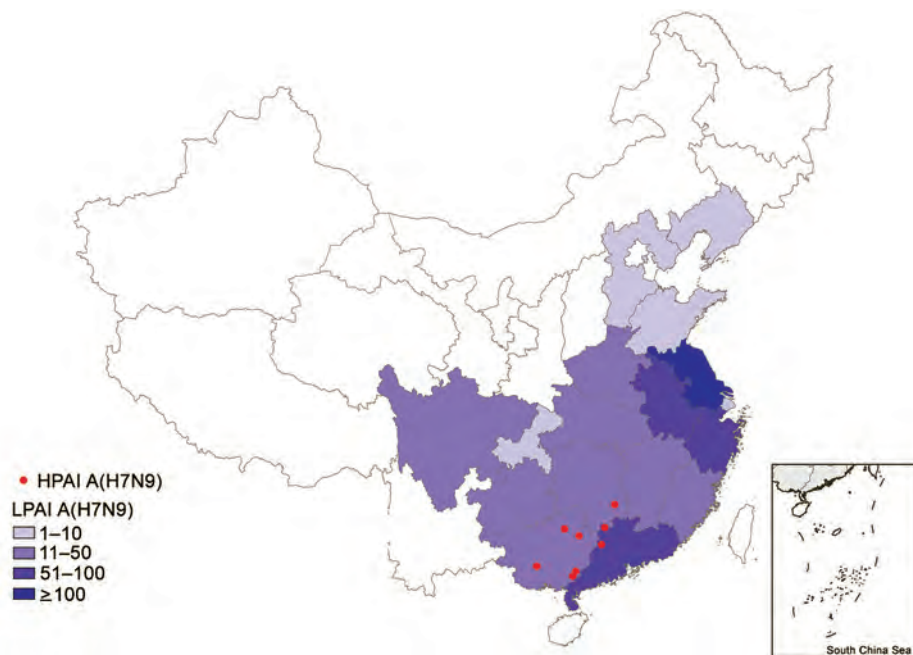 HPAI A(H7N9)
LPAI A(H7N9)
1–10
11–50
51–100
≥100
South China Sea